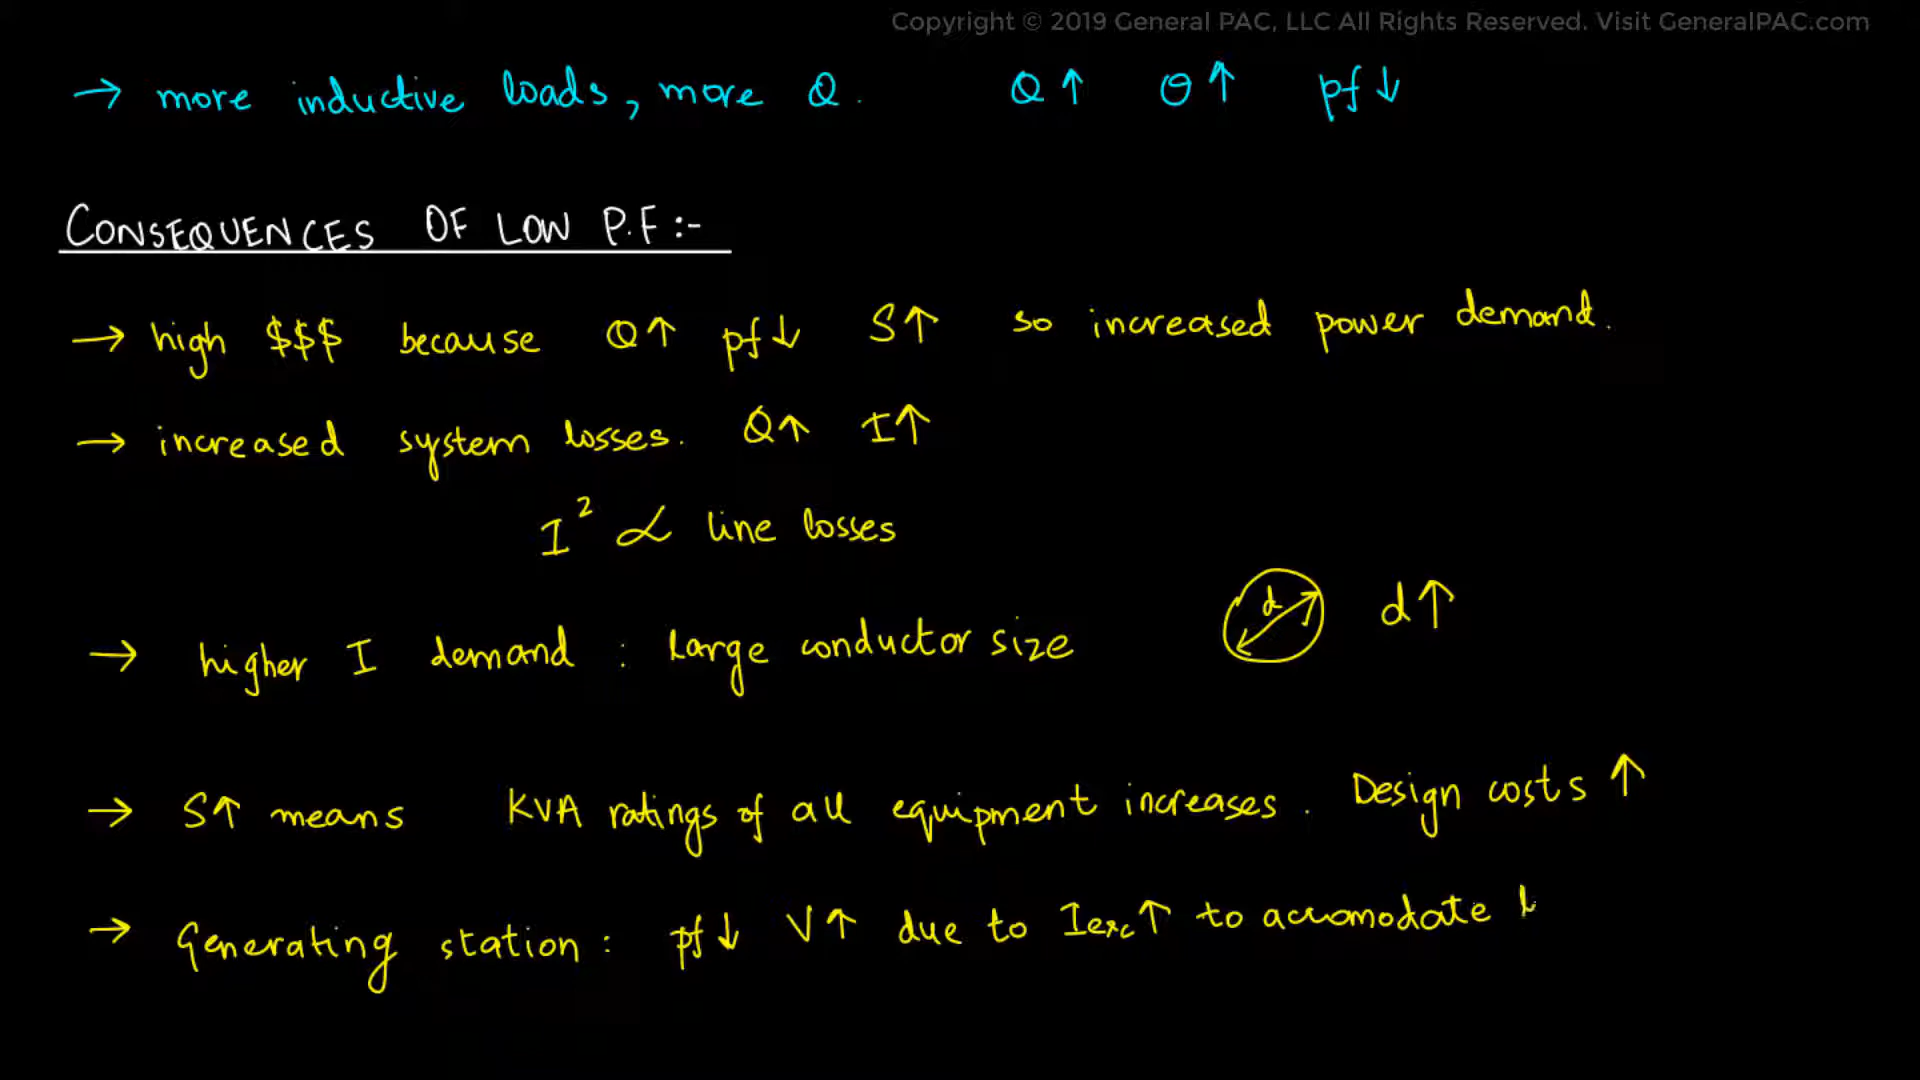 Copyright © 2019 General PAC, LLC All Rights Reserved. Visit GeneralPAC.com
→ more inductive loads, more Q. Q↑ θ↑ pf↓
CONSEQUENCES OF LOW P.F:-
→ high $$$ because Q↑ pf↓ S↑ so increased power demand.
→ increased system losses. Q↑ I↑
I² ∝ line losses
d d↑
→ higher I demand : Large conductor size
→ S↑ means KVA ratings of all equipment increases. Design costs ↑
→ Generating station: pf↓ V↑ due to Iexc↑ to accomodate